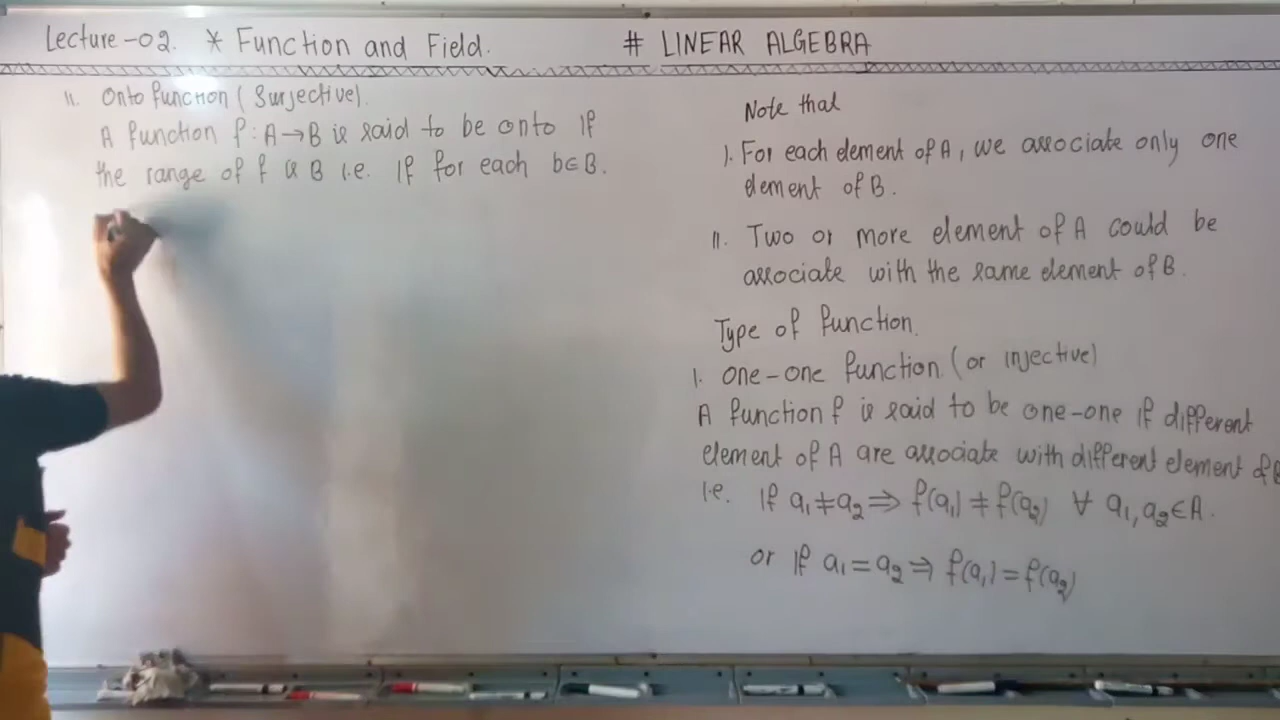 Lecture-02. * Function and Field. # LINEAR ALGEBRA
II. Onto function (Surjective).
A function f: A→B is said to be onto if
the range of f is B i.e. if for each b∈B.
Note that
I. For each element of A, we associate only one
element of B.
II. Two or more element of A could be
associate with the same element of B.
Type of function.
I. One-one function (or injective)
A function f is said to be one-one if different
element of A are associate with different element of B
i.e. if a₁≠a₂ ⇒ f(a₁) ≠ f(a₂) ∀ a₁,a₂∈A.
or if a₁=a₂ ⇒ f(a₁)=f(a₂)